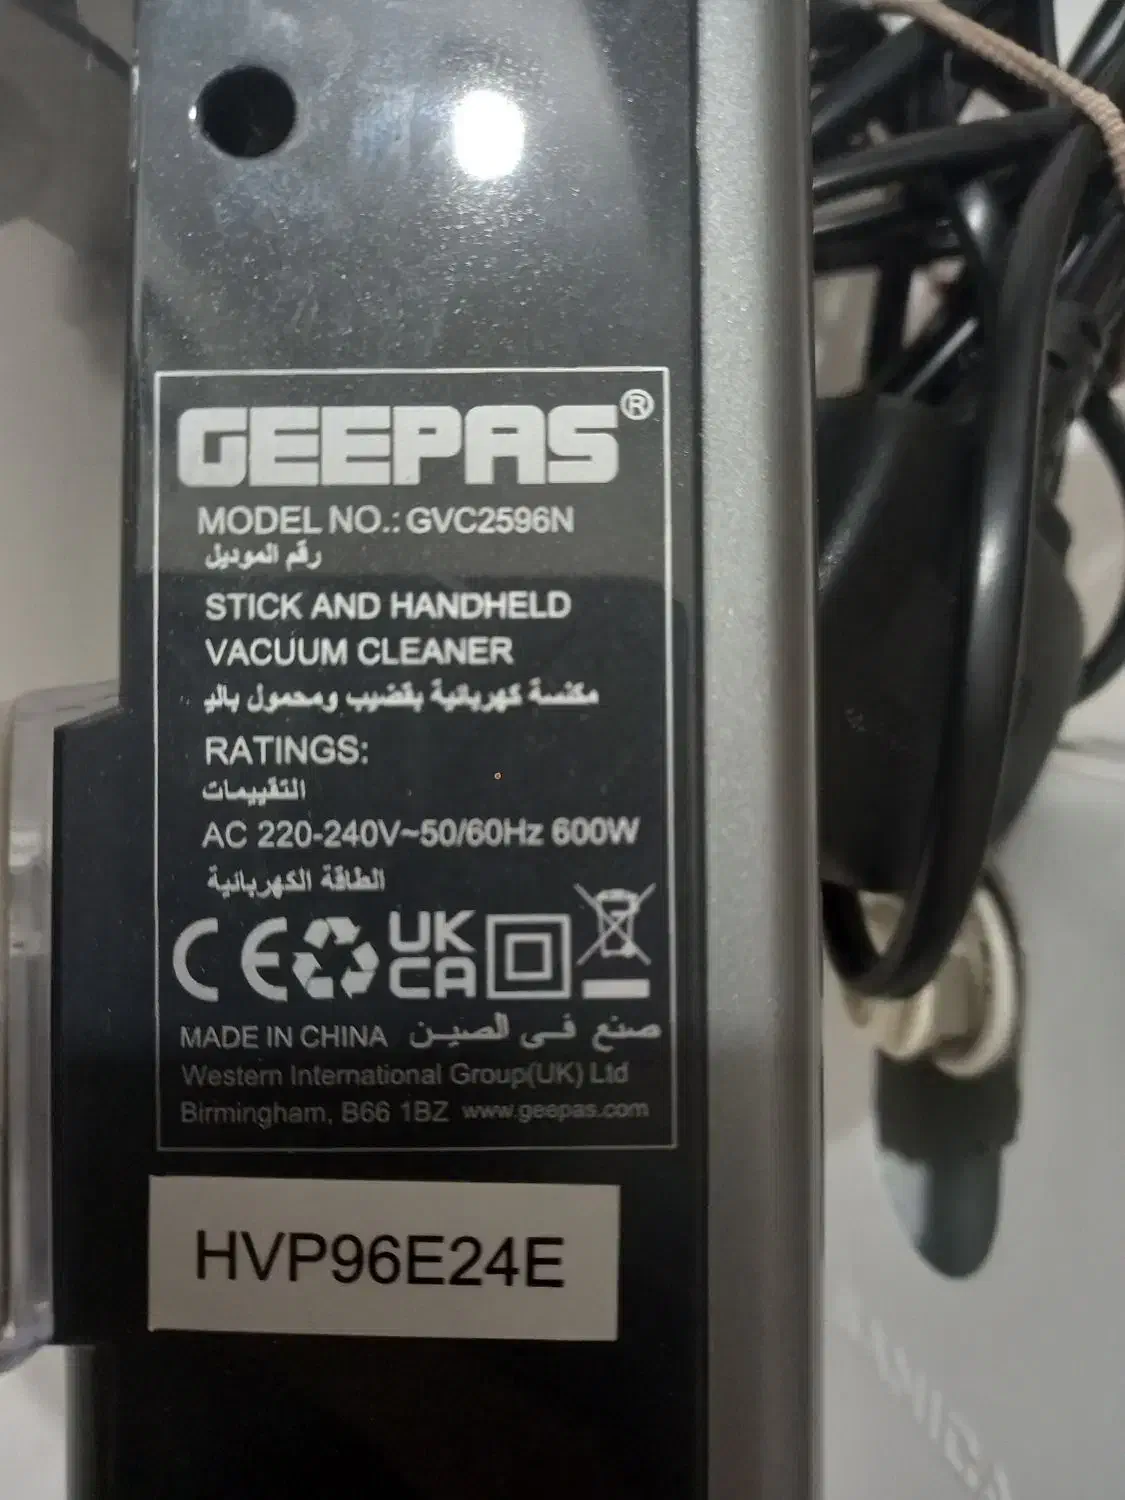 GEEPAS®
MODEL NO.: GVC2596N
رقم الموديل
STICK AND HANDHELD
VACUUM CLEANER
مكنسة كهربائية بقضيب ومحمول باليد
RATINGS:
التقييمات
AC 220-240V~50/60Hz 600W
الطاقة الكهربائية
CE UK
CA
MADE IN CHINA صنع في الصين
Western International Group(UK) Ltd
Birmingham, B66 1BZ www.geepas.com
HVP96E24E